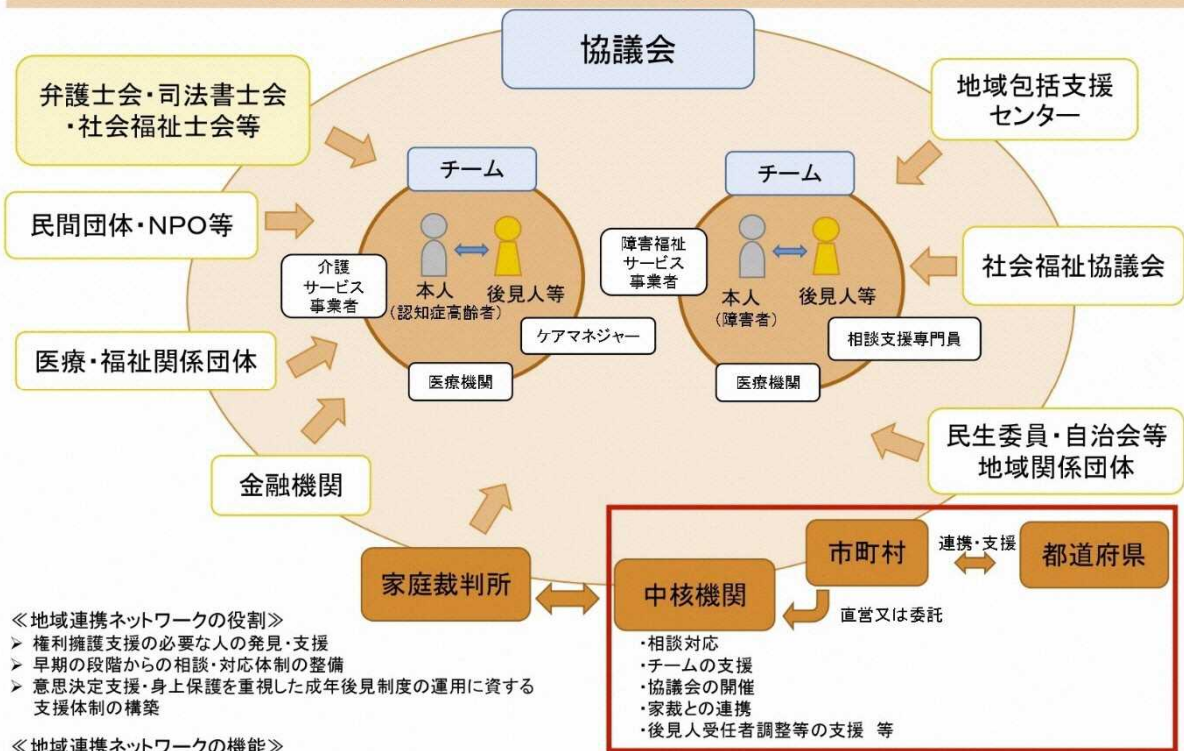 協議会
弁護士会・司法書士会
・社会福祉士会等
地域包括支援
センター
チーム
チーム
民間団体・NPO等
障害福祉
サービス
事業者
社会福祉協議会
介護
サービス
事業者
本人
(認知症高齢者)
後見人等
本人
(障害者)
後見人等
ケアマネジャー
相談支援専門員
医療・福祉関係団体
医療機関
医療機関
民生委員・自治会等
地域関係団体
金融機関
家庭裁判所
中核機関
市町村
連携・支援
都道府県
直営又は委託
・相談対応
・チームの支援
・協議会の開催
・家裁との連携
・後見人受任者調整等の支援 等
≪地域連携ネットワークの役割≫
➢ 権利擁護支援の必要な人の発見・支援
➢ 早期の段階からの相談・対応体制の整備
➢ 意思決定支援・身上保護を重視した成年後見制度の運用に資する
支援体制の構築
≪地域連携ネットワークの機能≫